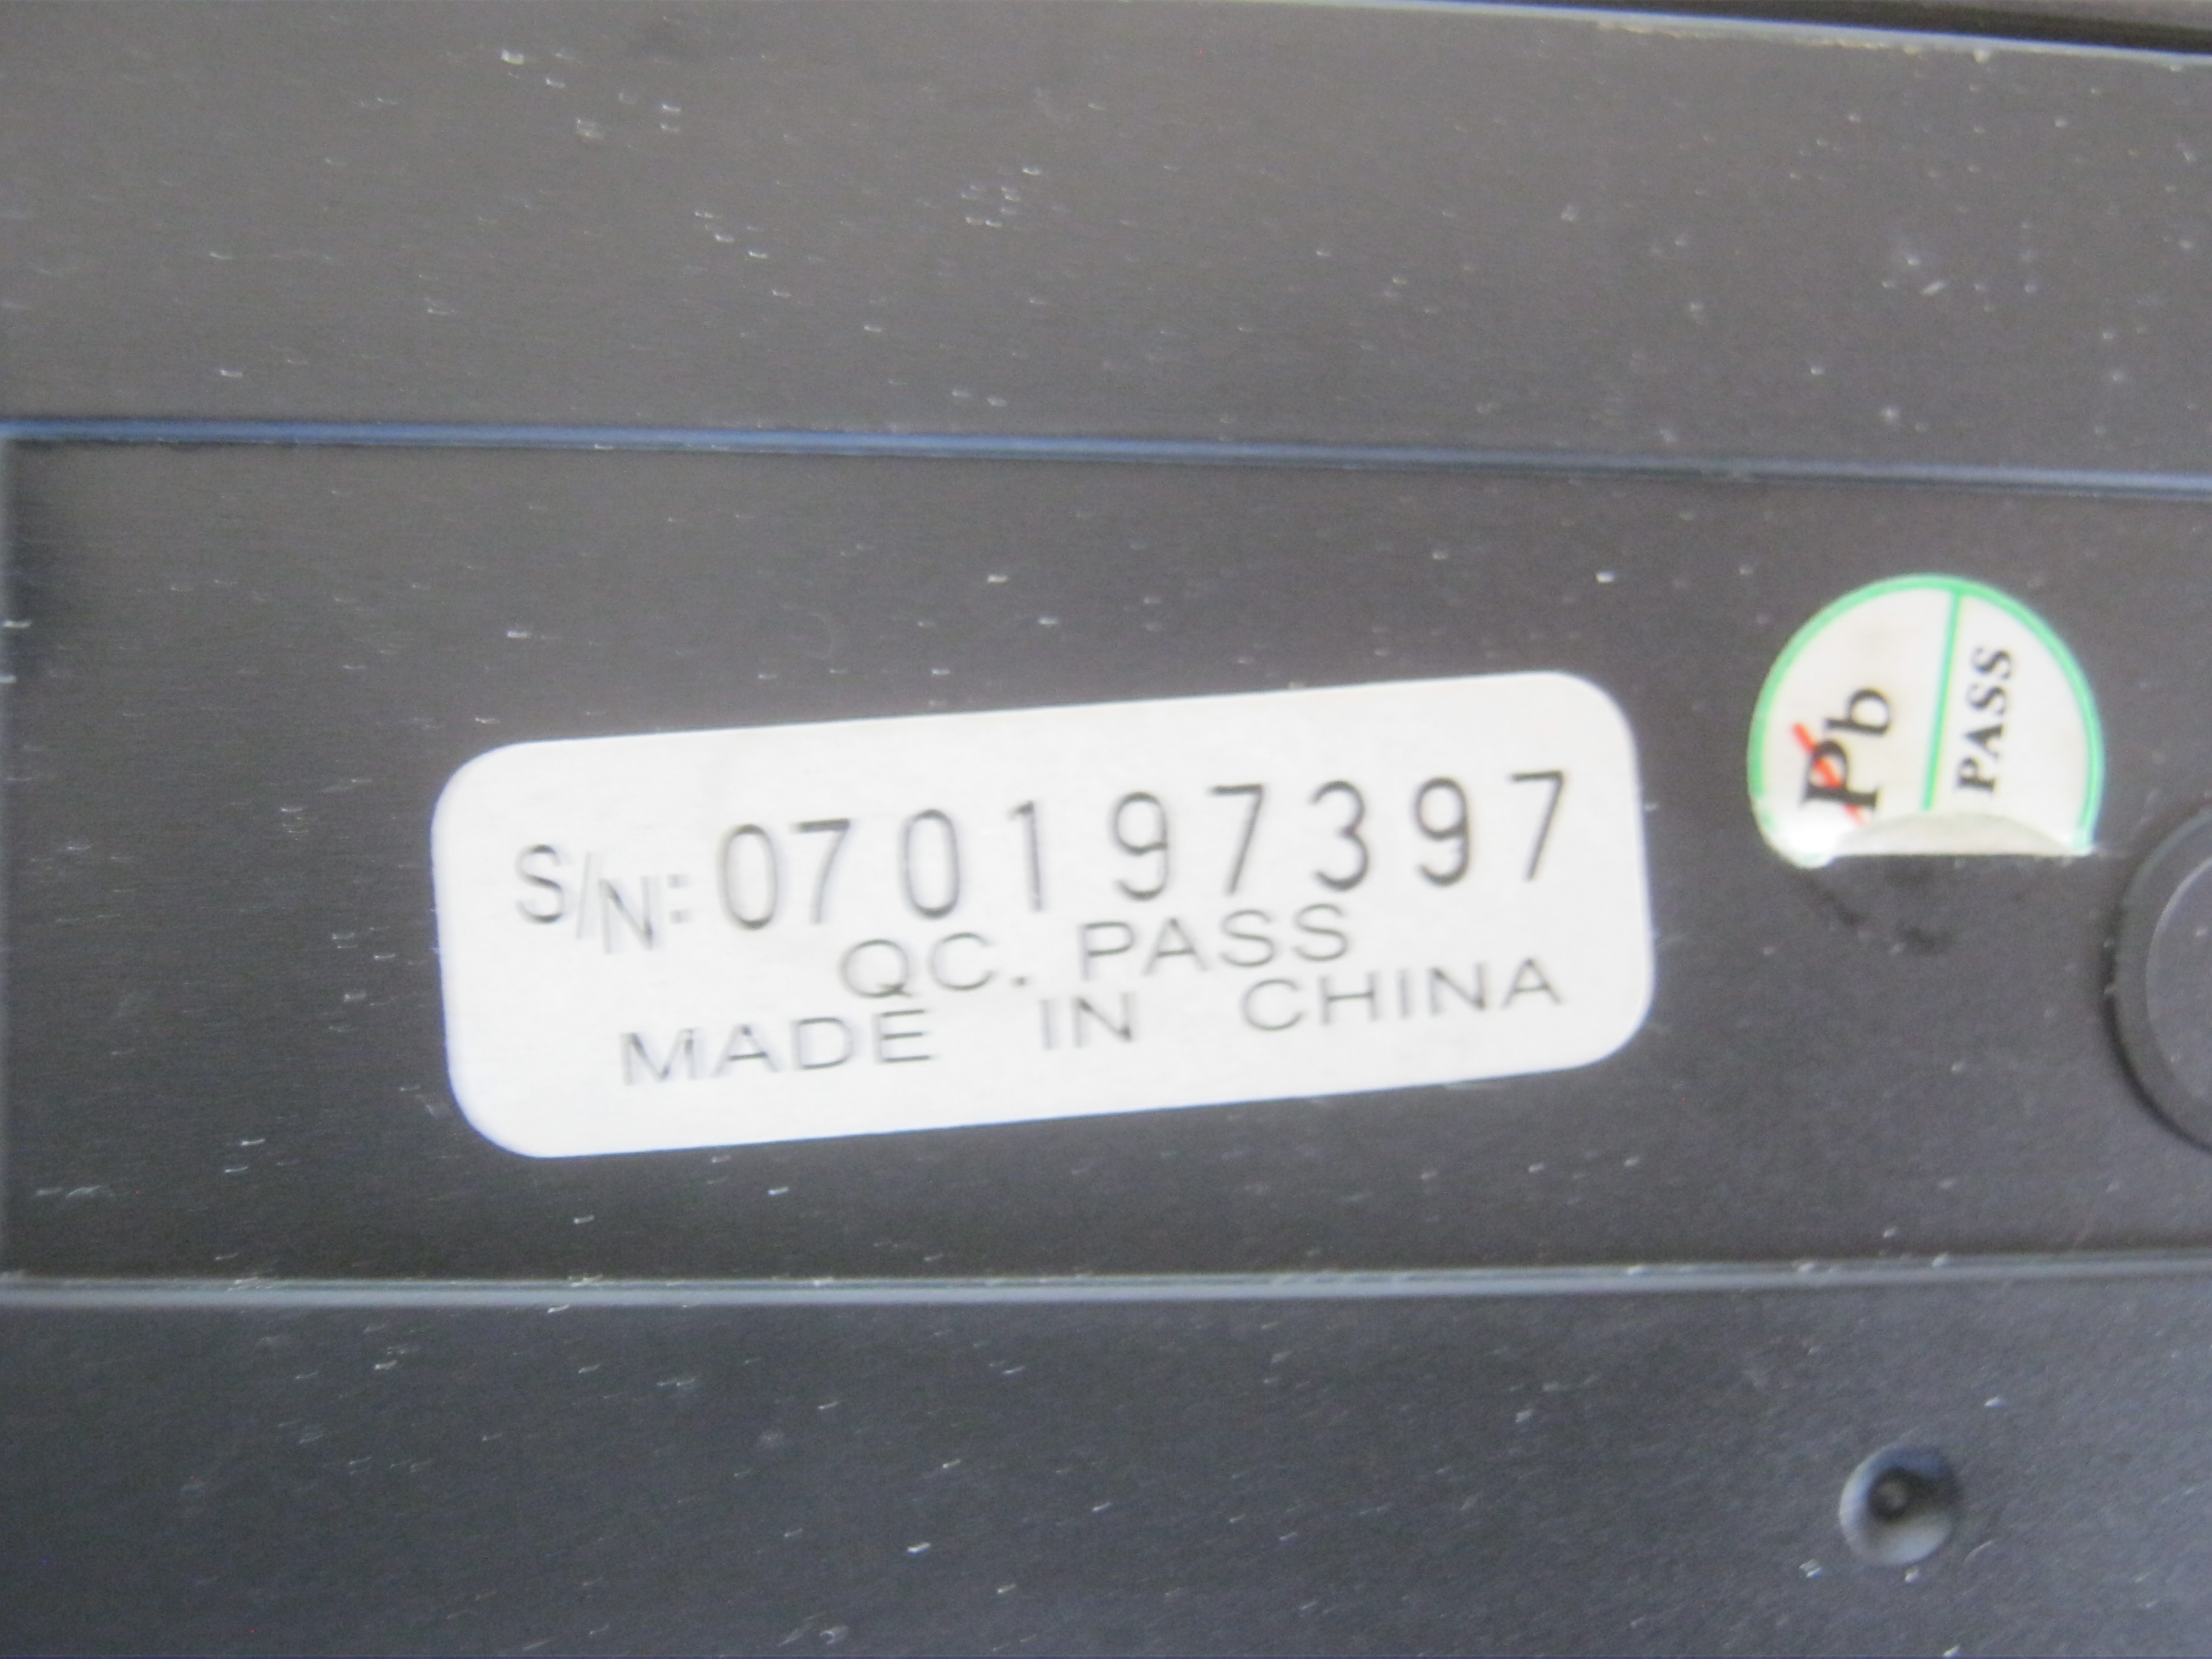 S/N: 070197397
QC. PASS
MADE IN CHINA
Pb
PASS